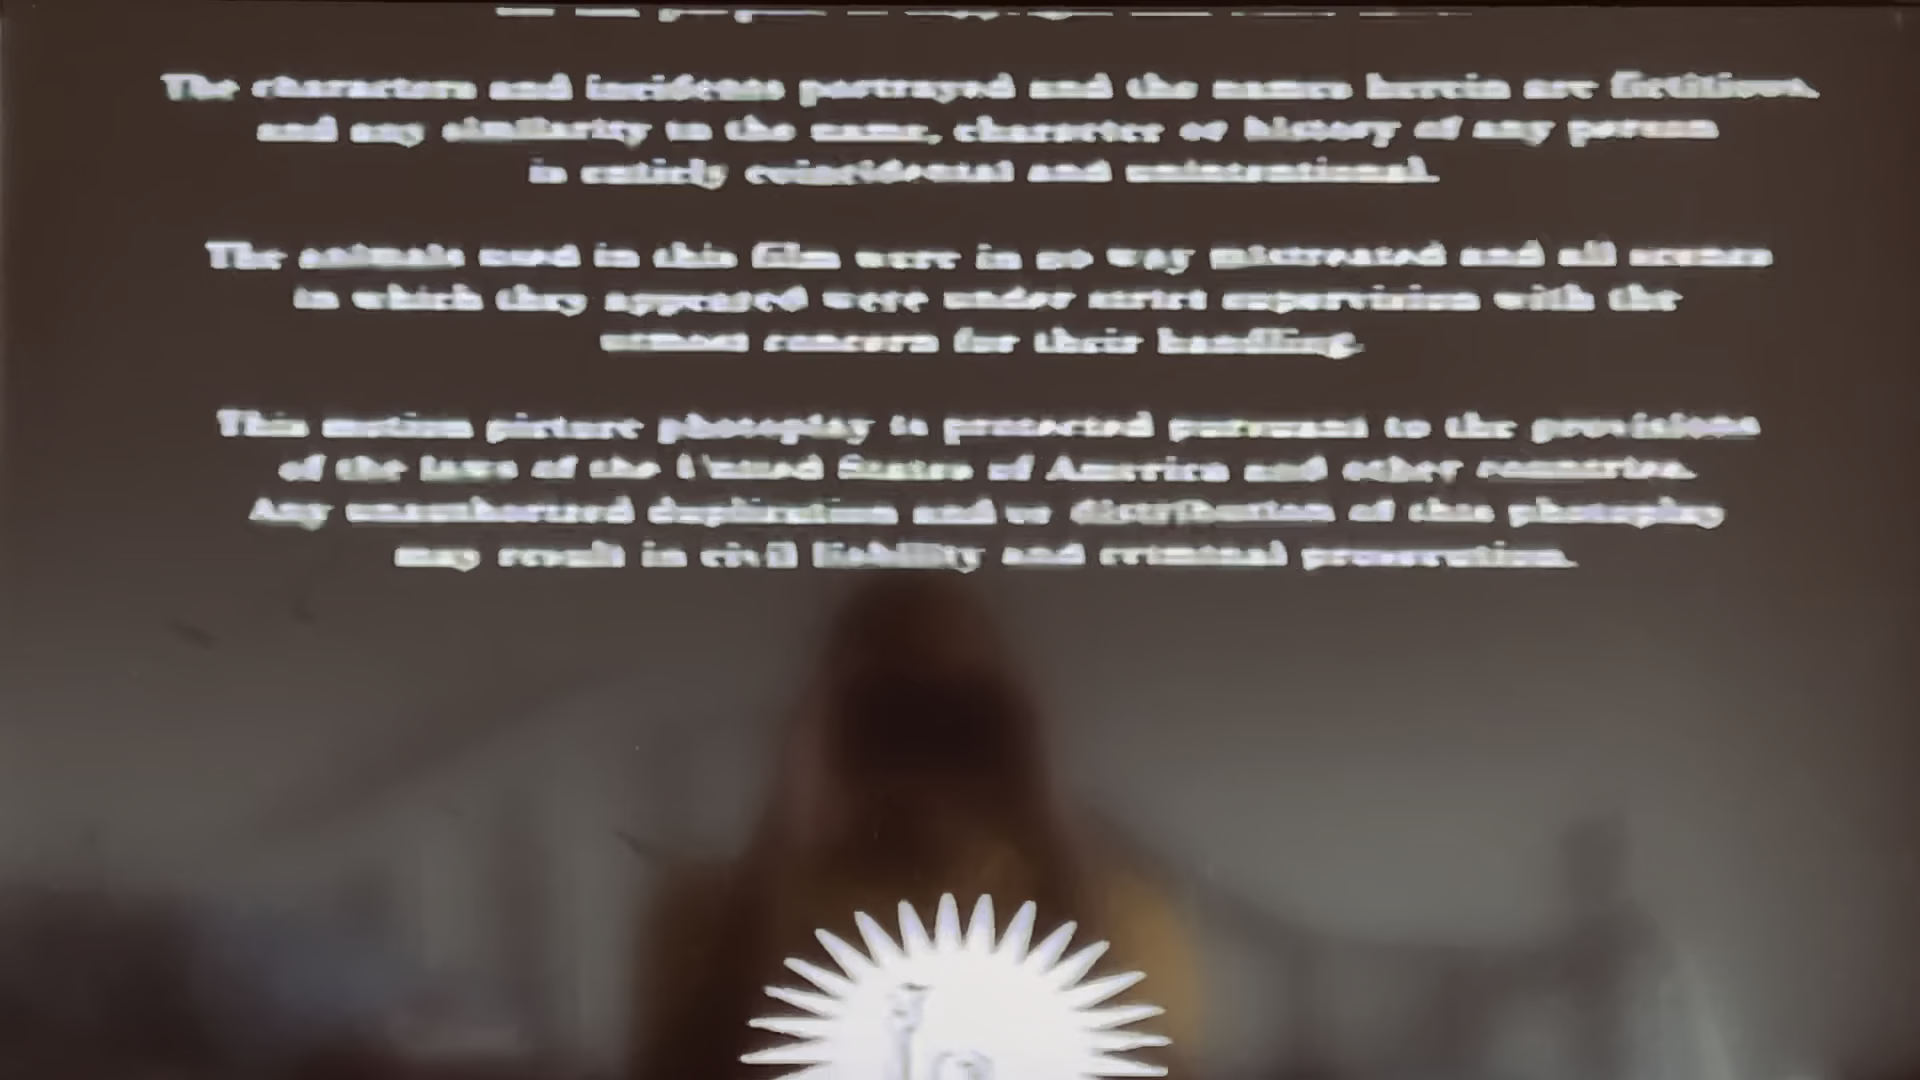 The characters and incidents portrayed and the names herein are fictitious,
and any similarity to the name, character or history of any person
is entirely coincidental and unintentional.
The animals used in this film were in no way mistreated and all scenes
in which they appeared were under strict supervision with the
utmost concern for their handling.
This motion picture photoplay is protected pursuant to the provisions
of the laws of the United States of America and other countries.
Any unauthorized duplication and/or distribution of this photoplay
may result in civil liability and criminal prosecution.